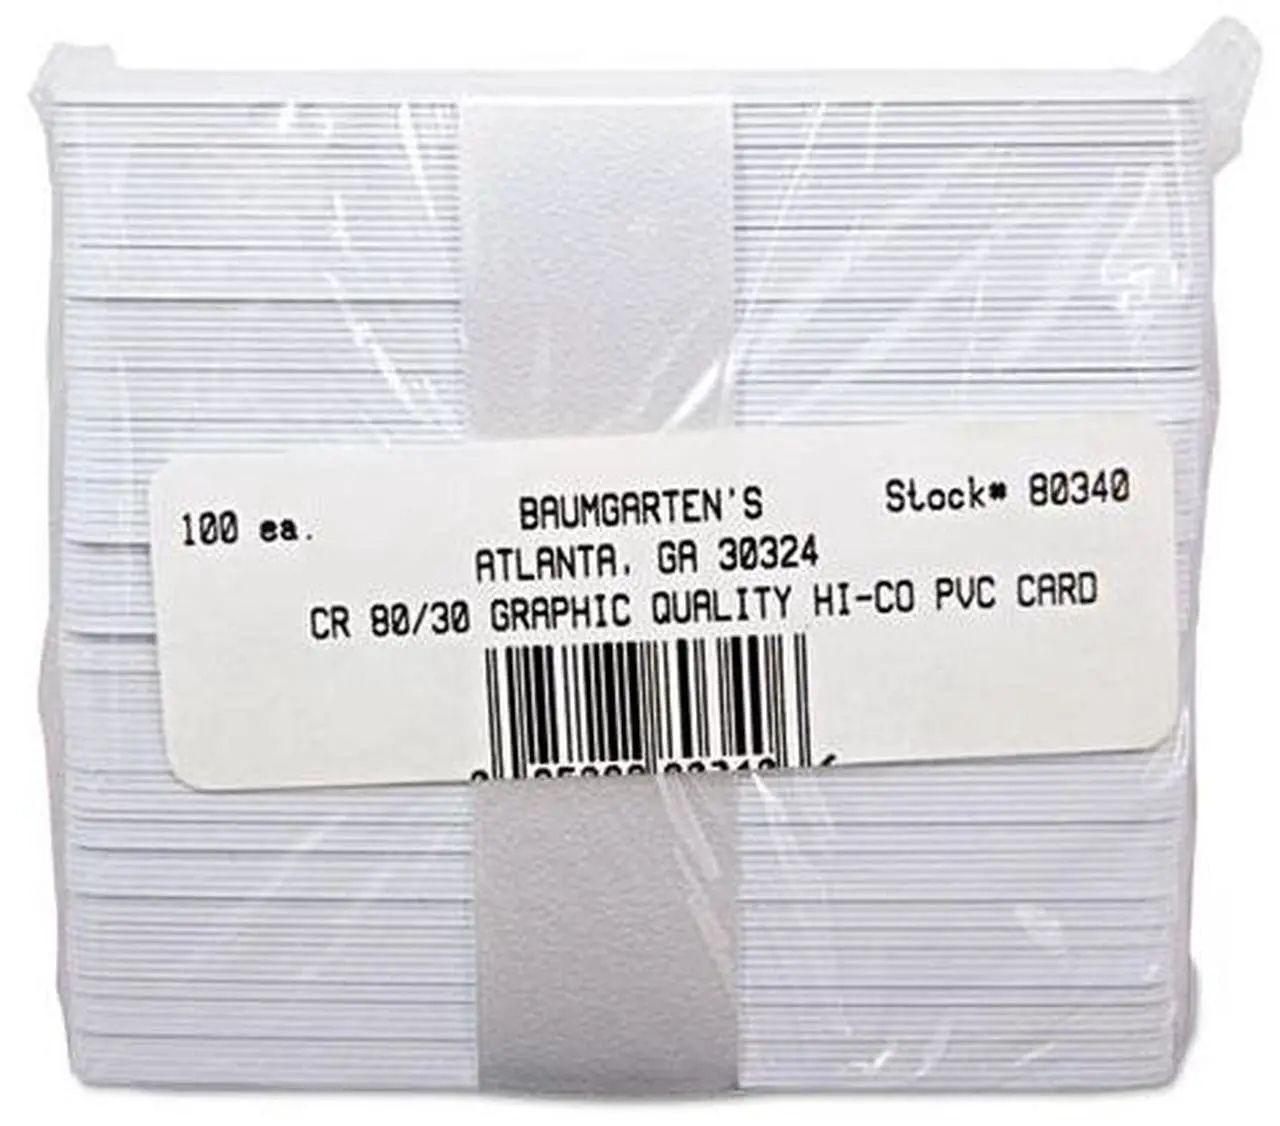 100 ea.
BAUMGARTEN'S
Stock# 80340
ATLANTA, GA 30324
CR 80/30 GRAPHIC QUALITY HI-CO PVC CARD